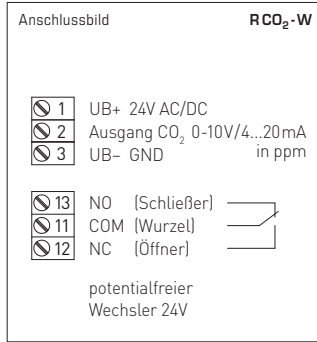 Anschlussbild RCO₂-W
1 UB+ 24V AC/DC
2 Ausgang CO₂ 0-10V/4...20mA
3 UB– GND in ppm
13 NO (Schließer)
11 COM (Wurzel)
12 NC (Öffner)
potentialfreier
Wechsler 24V